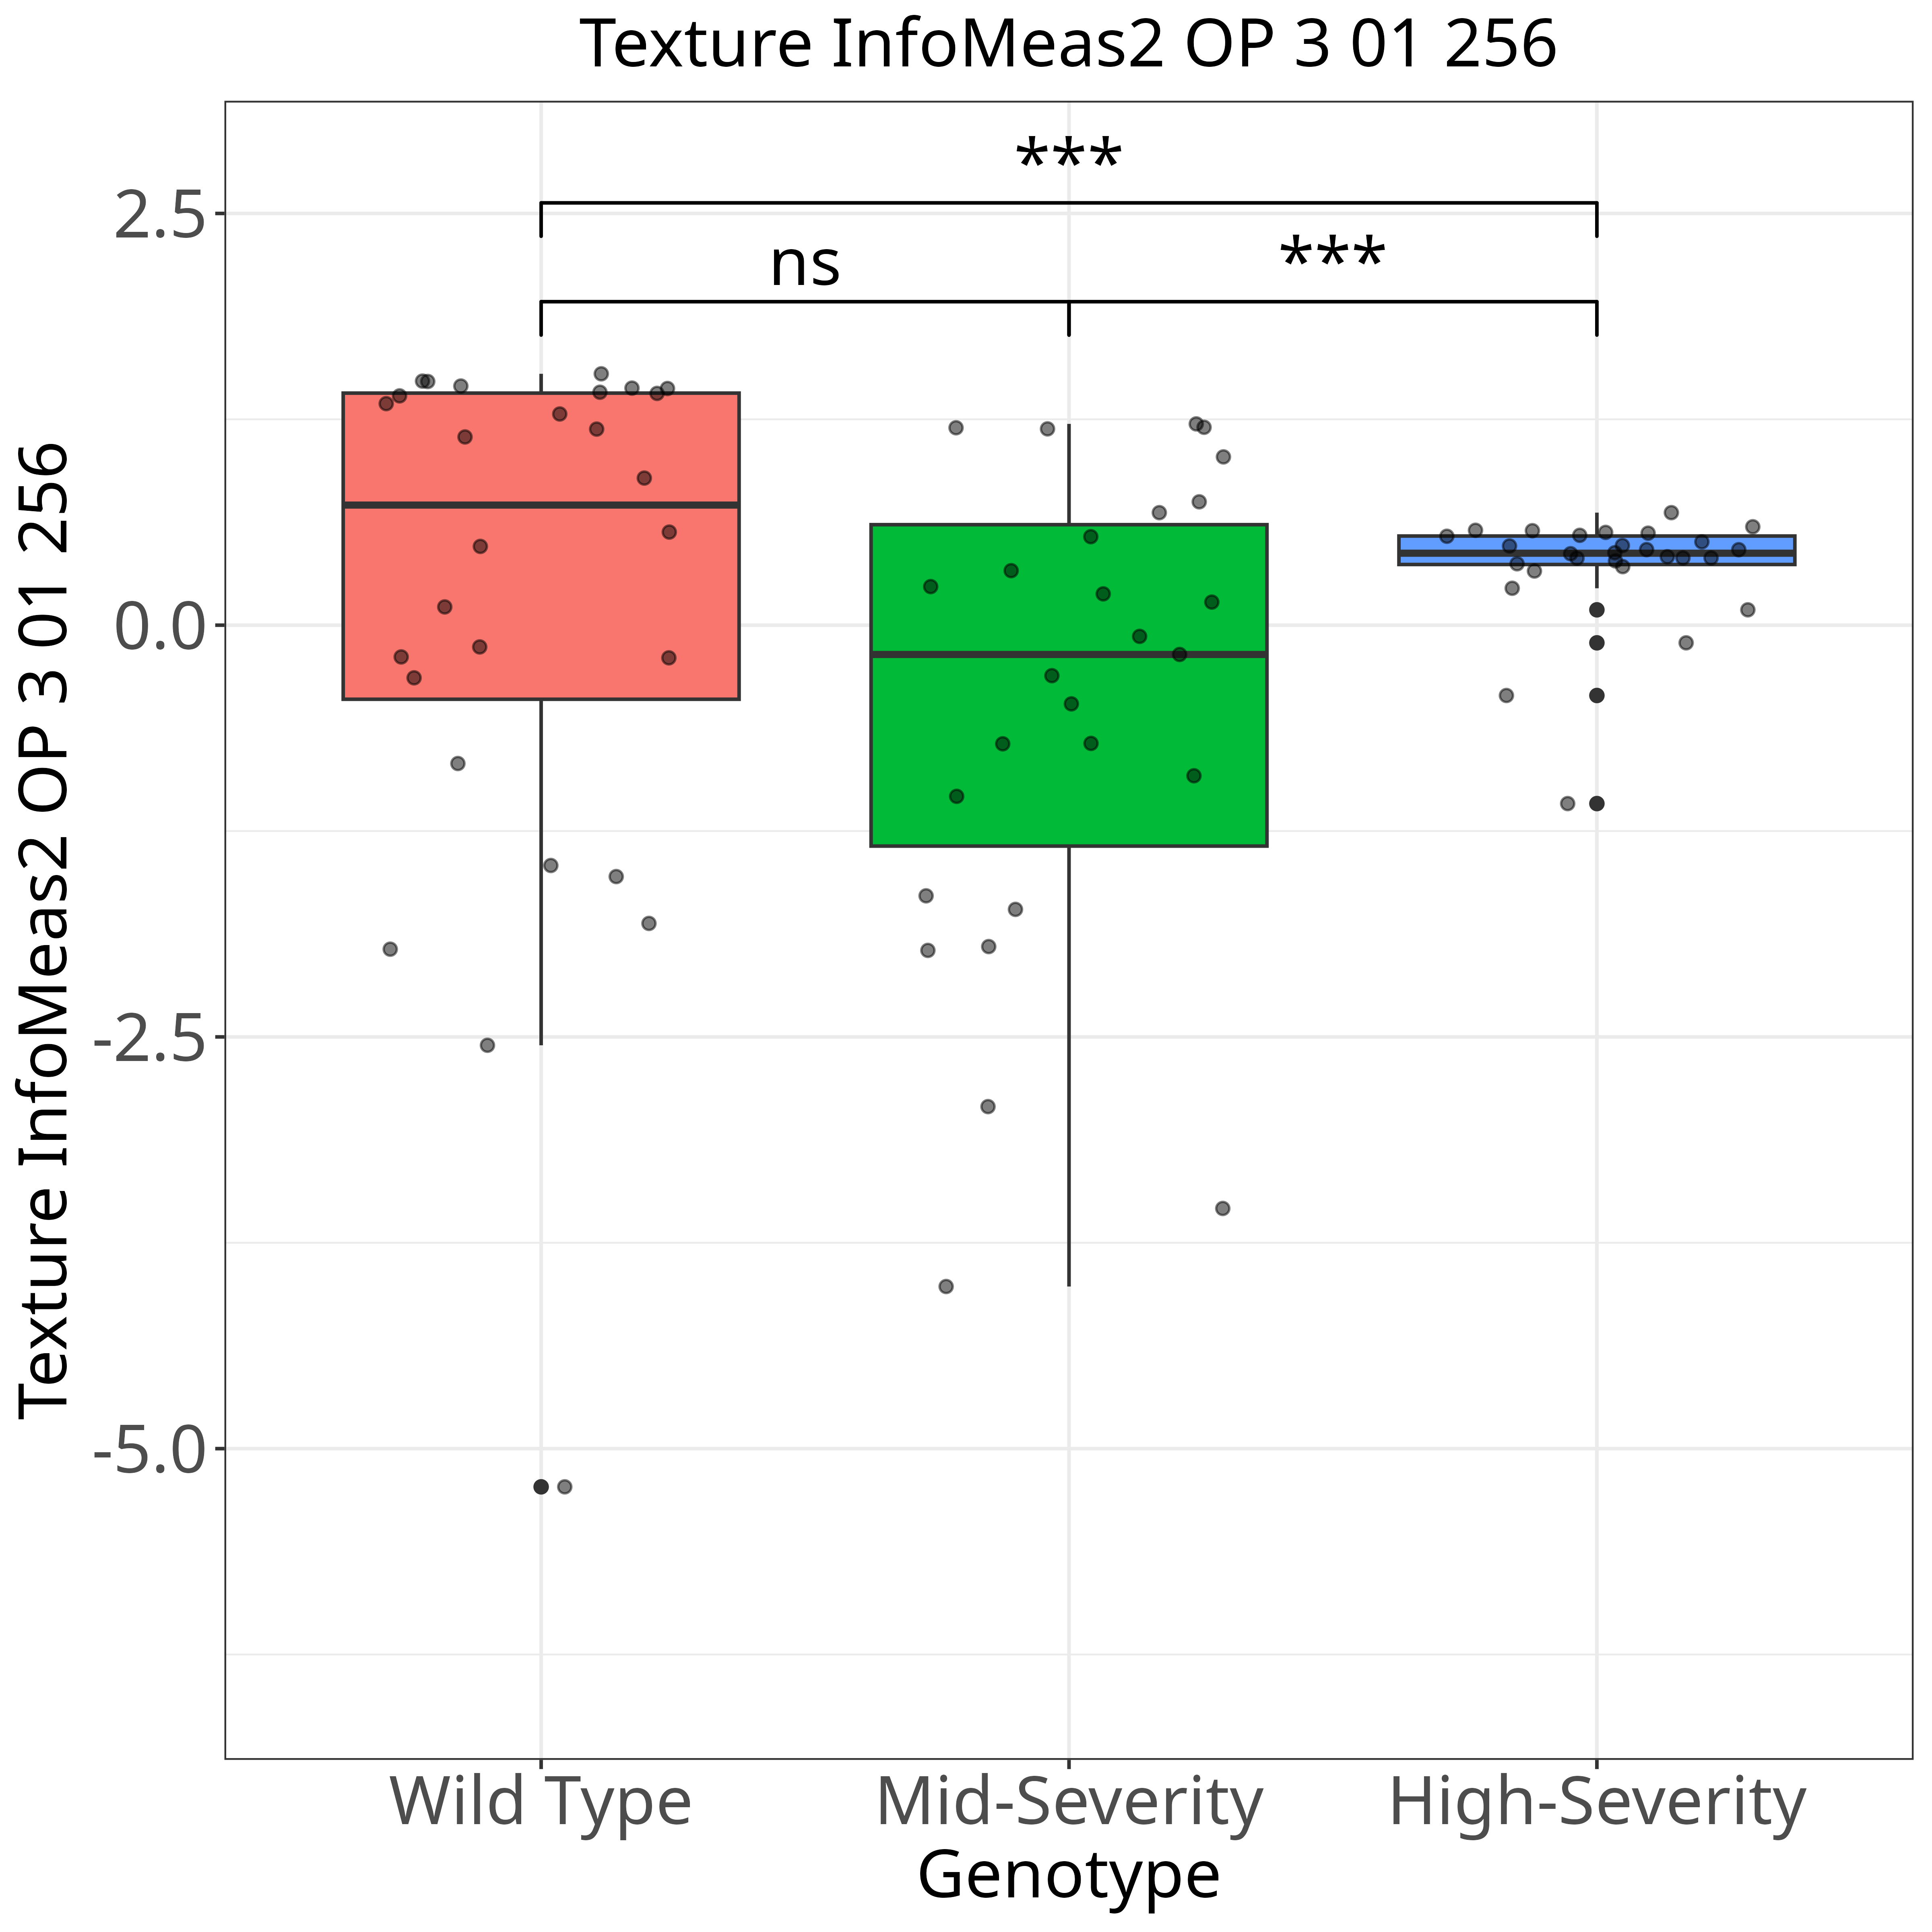 Texture InfoMeas2 OP 3 01 256
***
2.5
ns
***
0.0
-2.5
-5.0
Texture InfoMeas2 OP 3 01 256
Wild Type
Mid-Severity
High-Severity
Genotype